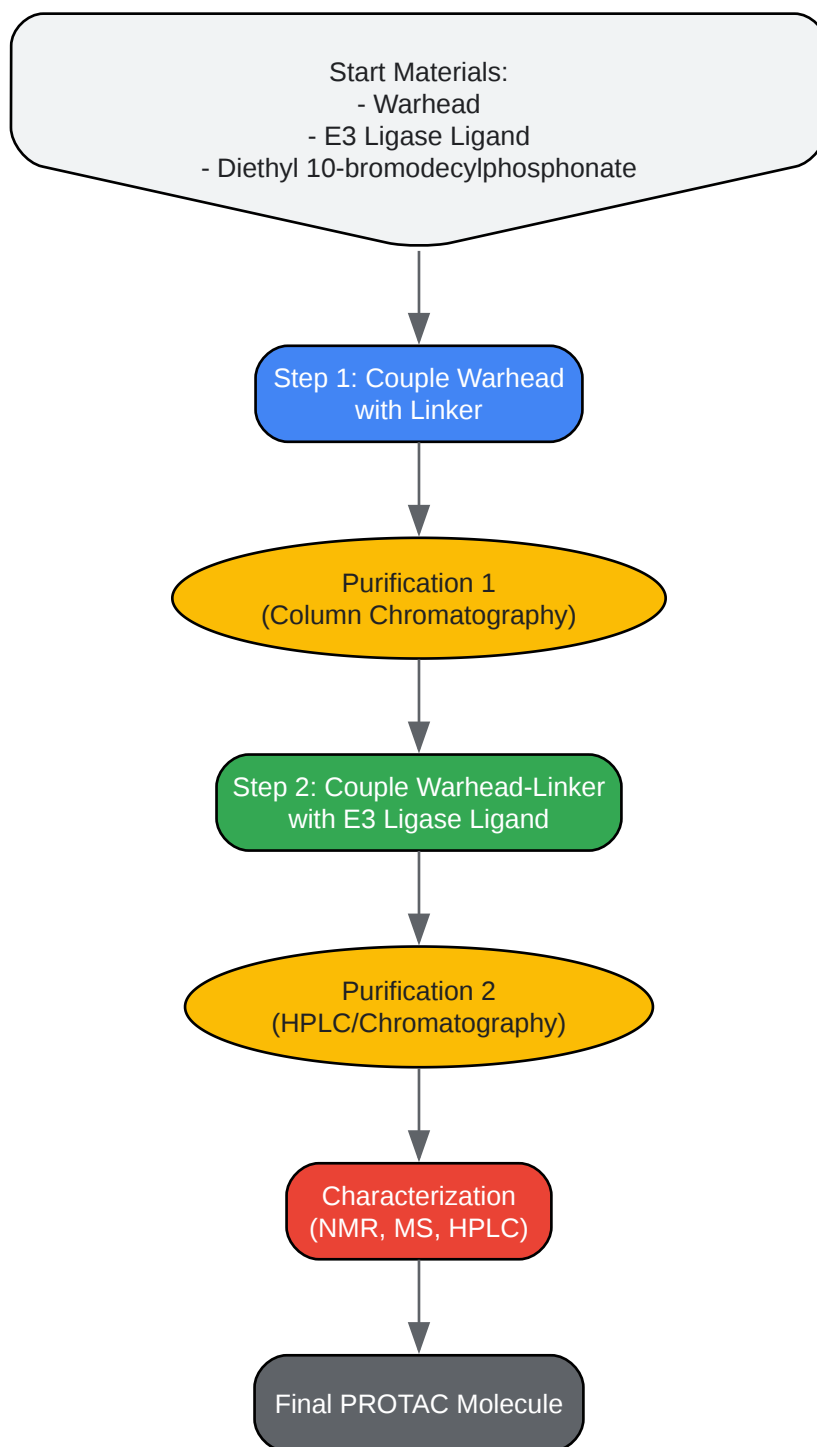 Start Materials:
- Warhead
- E3 Ligase Ligand
- Diethyl 10-bromodecylphosphonate
Step 1: Couple Warhead
with Linker
Purification 1
(Column Chromatography)
Step 2: Couple Warhead-Linker
with E3 Ligase Ligand
Purification 2
(HPLC/Chromatography)
Characterization
(NMR, MS, HPLC)
Final PROTAC Molecule